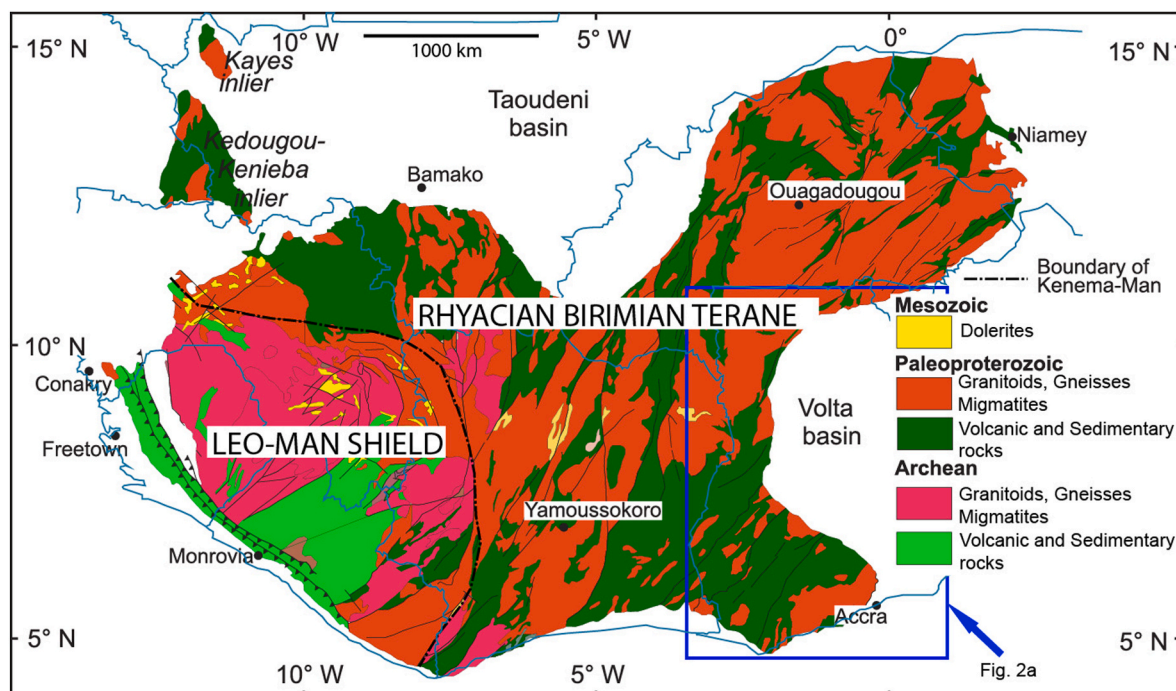 10° W
5° W
0°
15° N
15° N
1000 km
Kayes
inlier
Taoudeni
basin
Niamey
Kedougou-
Kenieba
inlier
Bamako
Ouagadougou
Boundary of
Kenema-Man
RHYACIAN BIRIMIAN TERANE
Mesozoic
Dolerites
10° N
10° N
Paleoproterozoic
Granitoids, Gneisses
Migmatites
Volcanic and Sedimentary
rocks
Conakry
Volta
basin
Freetown
LEO-MAN SHIELD
Archean
Granitoids, Gneisses
Migmatites
Volcanic and Sedimentary
rocks
Yamoussokoro
Monrovia
Accra
5° N
5° N
10° W
5° W
Fig. 2a